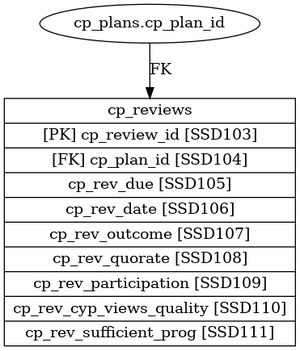 cp_plans.cp_plan_id
FK
cp_reviews
[PK] cp_review_id [SSD103]
[FK] cp_plan_id [SSD104]
cp_rev_due [SSD105]
cp_rev_date [SSD106]
cp_rev_outcome [SSD107]
cp_rev_quorate [SSD108]
cp_rev_participation [SSD109]
cp_rev_cyp_views_quality [SSD110]
cp_rev_sufficient_prog [SSD111]